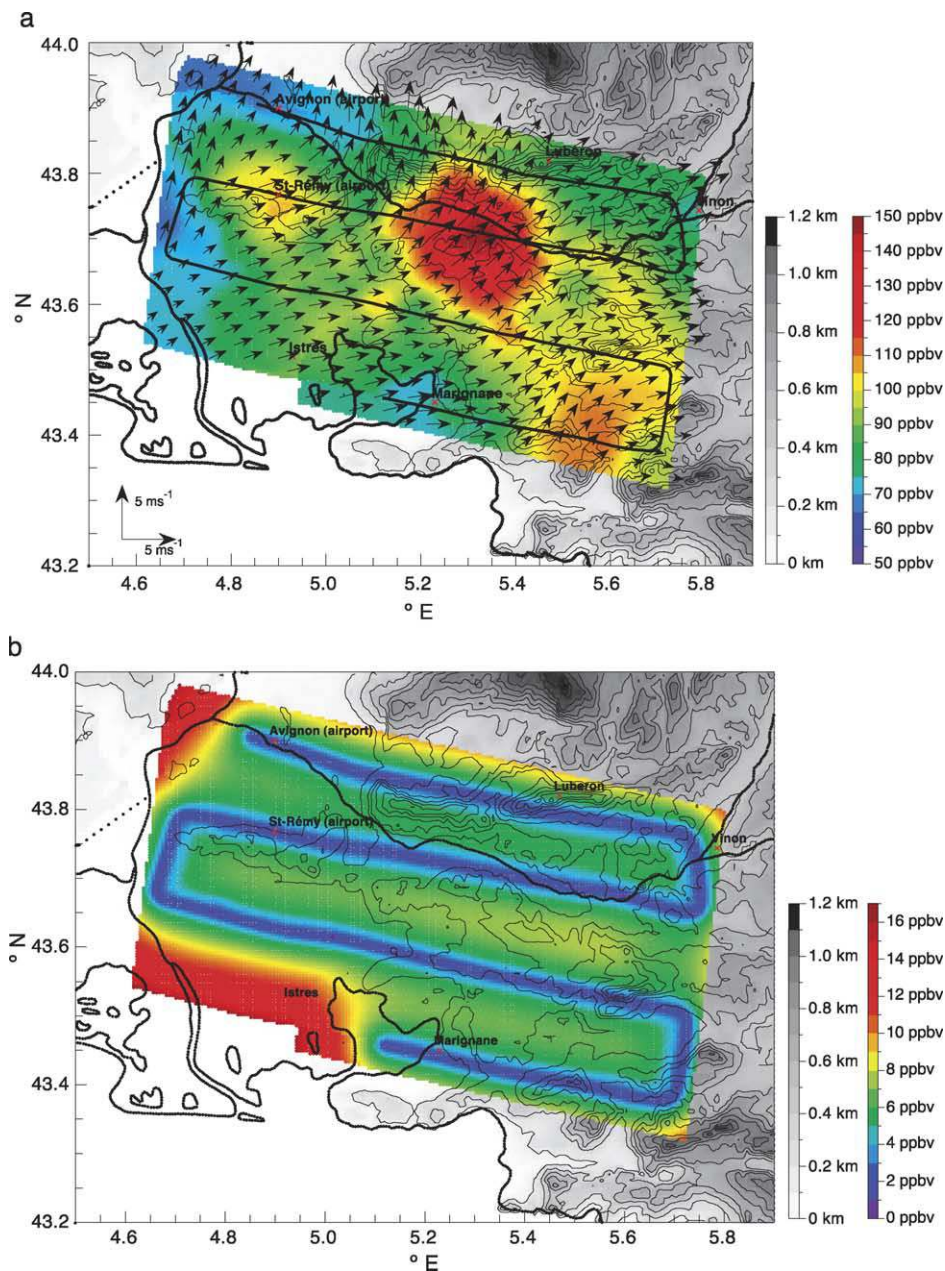 a
44.0
43.8
43.6
43.4
43.2
° N
Avignon (airport)
Luberon
St-Rémy (airport)
Vinon
Istres
Marignane
5 ms-1
5 ms-1
4.6 4.8 5.0 5.2 5.4 5.6 5.8
° E
1.2 km
1.0 km
0.8 km
0.6 km
0.4 km
0.2 km
0 km
150 ppbv
140 ppbv
130 ppbv
120 ppbv
110 ppbv
100 ppbv
90 ppbv
80 ppbv
70 ppbv
60 ppbv
50 ppbv
b
44.0
43.8
43.6
43.4
43.2
° N
Avignon (airport)
Luberon
St-Rémy (airport)
Vinon
Istres
Marignane
4.6 4.8 5.0 5.2 5.4 5.6 5.8
° E
1.2 km
1.0 km
0.8 km
0.6 km
0.4 km
0.2 km
0 km
16 ppbv
14 ppbv
12 ppbv
10 ppbv
8 ppbv
6 ppbv
4 ppbv
2 ppbv
0 ppbv